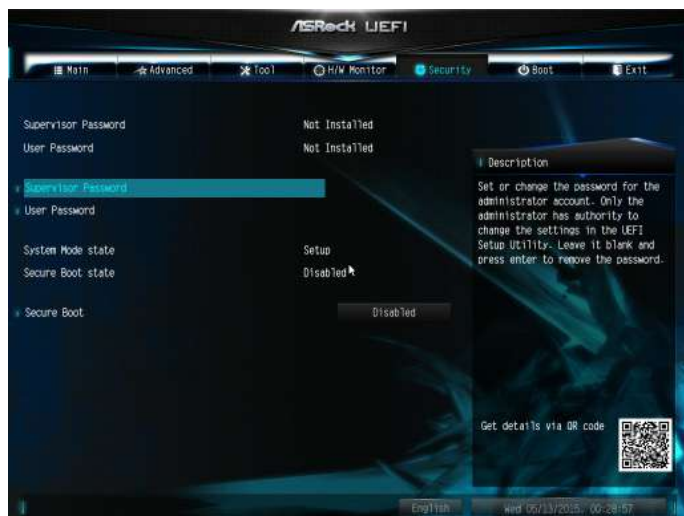 ASRock UEFI
Main Advanced Tool H/W Monitor Security Boot Exit
Supervisor Password Not Installed
User Password Not Installed
Supervisor Password
User Password
System Mode state Setup
Secure Boot state Disabled
Secure Boot Disabled
Description
Set or change the password for the
administrator account. Only the
administrator has authority to
change the settings in the UEFI
Setup Utility. Leave it blank and
press enter to remove the password.
Get details via QR code
English
Wed 05/13/2015. 00:28:57